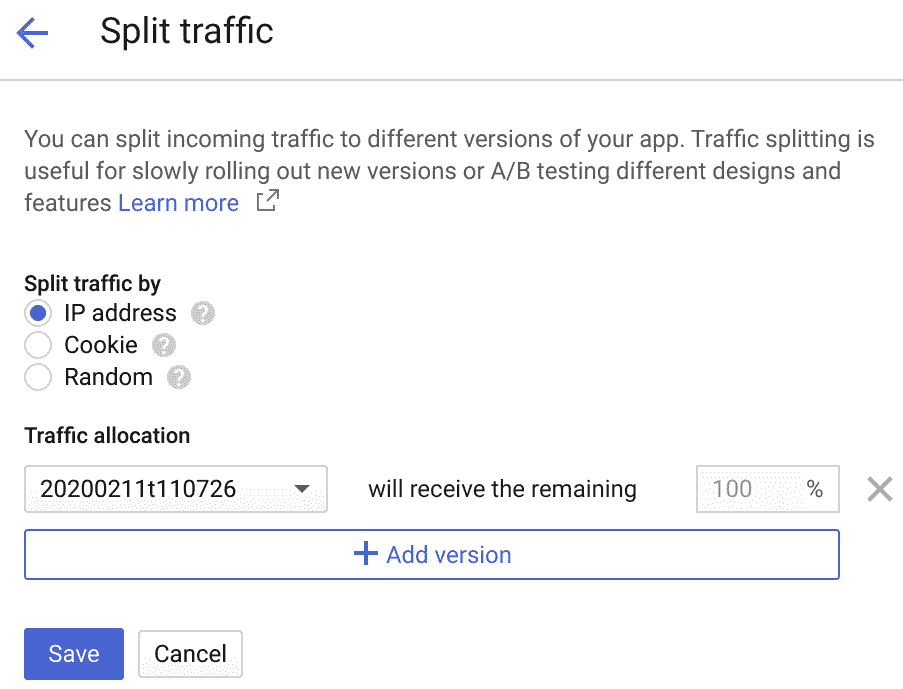 Split traffic
You can split incoming traffic to different versions of your app. Traffic splitting is
useful for slowly rolling out new versions or A/B testing different designs and
features Learn more
Split traffic by
IP address ?
Cookie ?
Random ?
Traffic allocation
20200211t110726 will receive the remaining 100 %
+ Add version
Save Cancel